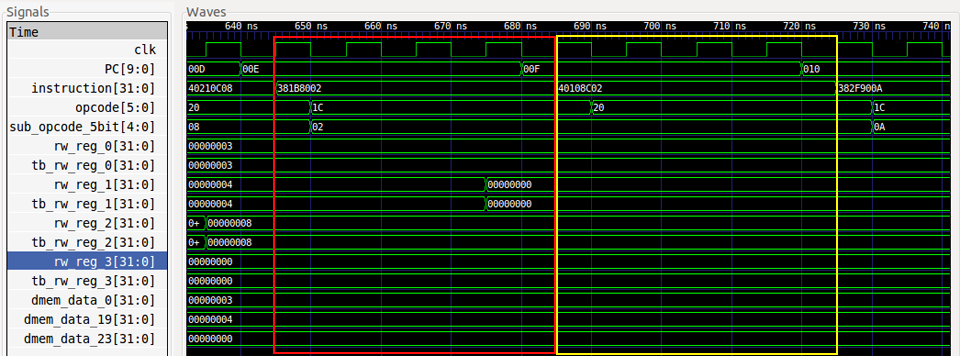 Signals Waves
Time 640 ns 650 ns 660 ns 670 ns 680 ns 690 ns 700 ns 710 ns 720 ns 730 ns 740 n
clk
PC[9:0] 00D 00E 00F 010
instruction[31:0] 40210C08 381B8002 40108C02 382F900A
opcode[5:0] 20 1C 20 1C
sub_opcode_5bit[4:0] 08 02 0A
rw_reg_0[31:0] 00000003
tb_rw_reg_0[31:0] 00000003
rw_reg_1[31:0] 00000004 00000000
tb_rw_reg_1[31:0] 00000004 00000000
rw_reg_2[31:0] 0+ 00000008
tb_rw_reg_2[31:0] 0+ 00000008
rw_reg_3[31:0] 00000000
tb_rw_reg_3[31:0] 00000000
dmem_data_0[31:0] 00000003
dmem_data_19[31:0] 00000004
dmem_data_23[31:0] 00000000